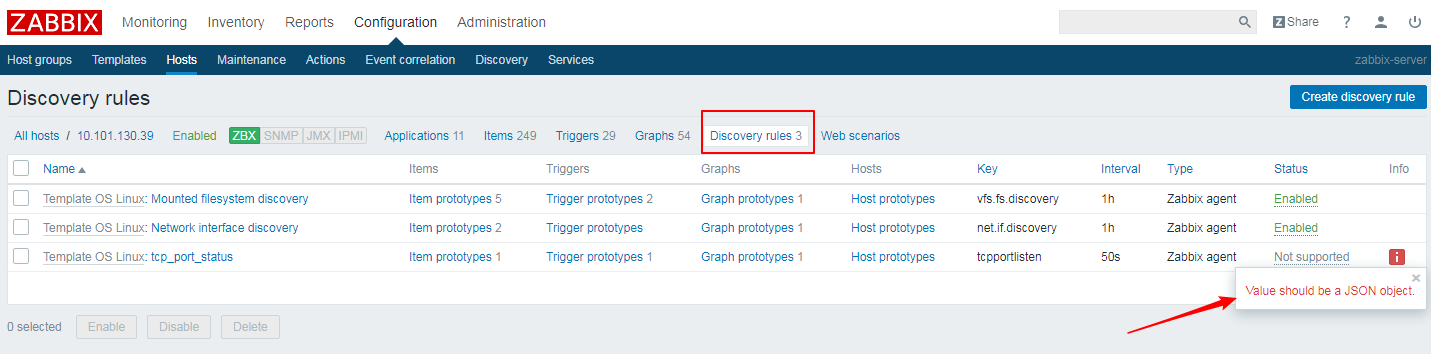 ZABBIX Monitoring Inventory Reports Configuration Administration Z Share ?
Host groups Templates Hosts Maintenance Actions Event correlation Discovery Services zabbix-server
Discovery rules Create discovery rule
All hosts / 10.101.130.39 Enabled ZBX SNMP JMX IPMI Applications 11 Items 249 Triggers 29 Graphs 54 Discovery rules 3 Web scenarios
Name Items Triggers Graphs Hosts Key Interval Type Status Info
Template OS Linux: Mounted filesystem discovery Item prototypes 5 Trigger prototypes 2 Graph prototypes 1 Host prototypes vfs.fs.discovery 1h Zabbix agent Enabled
Template OS Linux: Network interface discovery Item prototypes 2 Trigger prototypes Graph prototypes 1 Host prototypes net.if.discovery 1h Zabbix agent Enabled
Template OS Linux: tcp_port_status Item prototypes 1 Trigger prototypes 1 Graph prototypes 1 Host prototypes tcpportlisten 50s Zabbix agent Not supported i
Value should be a JSON object.
0 selected Enable Disable Delete